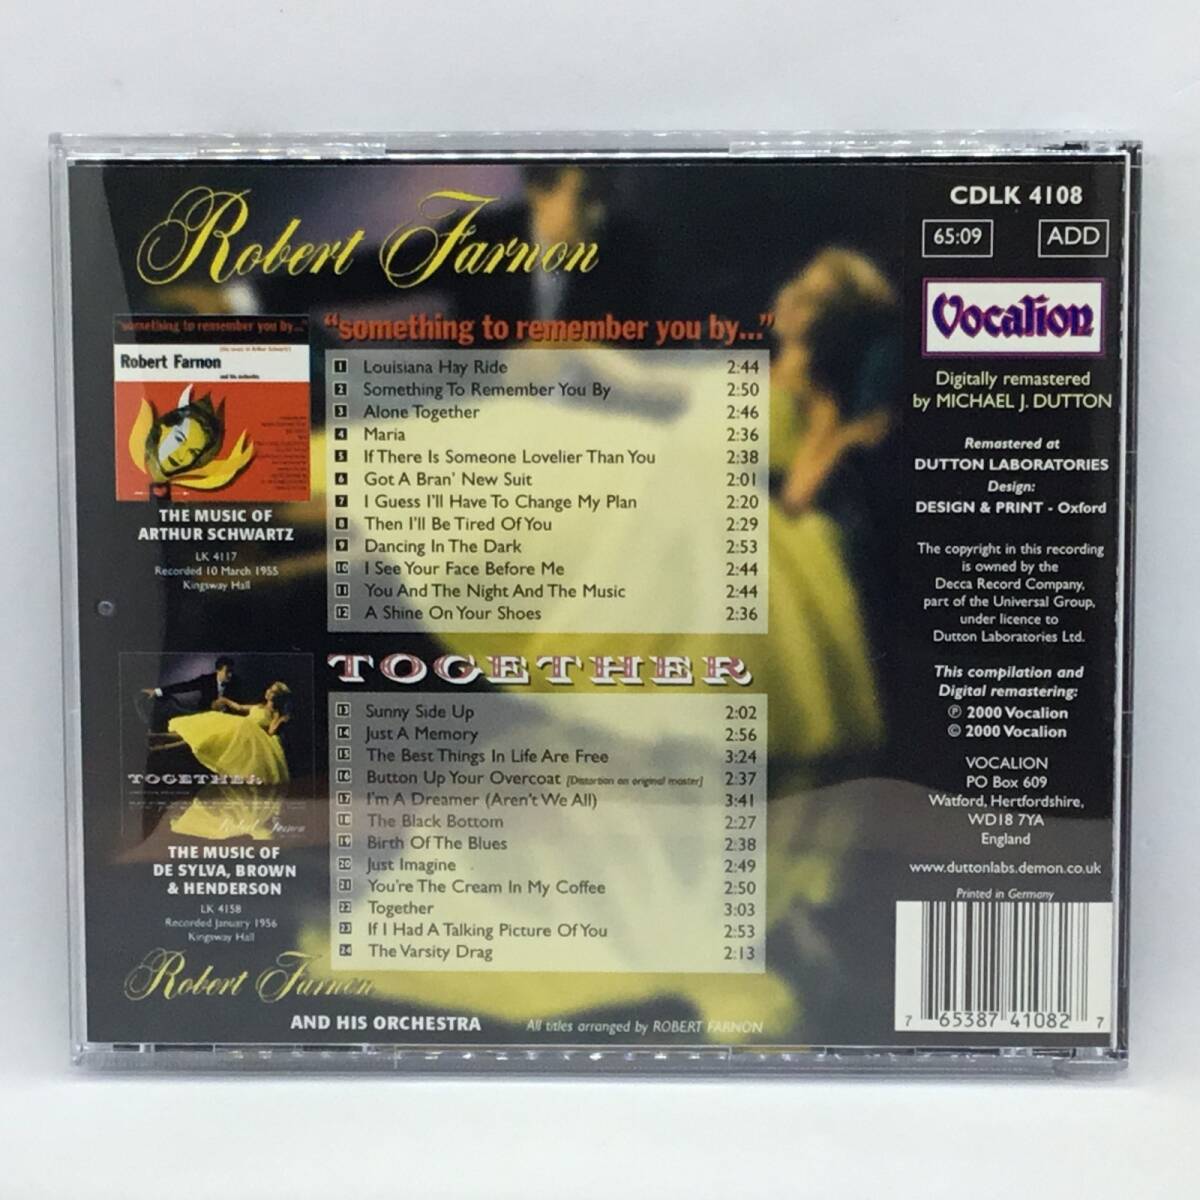 Robert Farnon
"something to remember you by..."
"something to remember you by..."
Robert Farnon
and his orchestra
THE MUSIC OF
ARTHUR SCHWARTZ
LK 4117
Recorded 10 March 1955
Kingsway Hall
1 Louisiana Hay Ride 2:44
2 Something To Remember You By 2:50
3 Alone Together 2:46
4 Maria 2:36
5 If There Is Someone Lovelier Than You 2:38
6 Got A Bran' New Suit 2:01
7 I Guess I'll Have To Change My Plan 2:20
8 Then I'll Be Tired Of You 2:29
9 Dancing In The Dark 2:53
10 I See Your Face Before Me 2:44
11 You And The Night And The Music 2:44
12 A Shine On Your Shoes 2:36
TOGETHER
TOGETHER
Robert Farnon
THE MUSIC OF
DE SYLVA, BROWN
& HENDERSON
LK 4158
Recorded January 1956
Kingsway Hall
13 Sunny Side Up 2:02
14 Just A Memory 2:56
15 The Best Things In Life Are Free 3:24
16 Button Up Your Overcoat [Distortion on original master] 2:37
17 I'm A Dreamer (Aren't We All) 3:41
18 The Black Bottom 2:27
19 Birth Of The Blues 2:38
20 Just Imagine 2:49
21 You're The Cream In My Coffee 2:50
22 Together 3:03
23 If I Had A Talking Picture Of You 2:53
24 The Varsity Drag 2:13
Robert Farnon
AND HIS ORCHESTRA
All titles arranged by ROBERT FARNON
CDLK 4108
65:09 ADD
Vocalion
Digitally remastered
by MICHAEL J. DUTTON
Remastered at
DUTTON LABORATORIES
Design:
DESIGN & PRINT - Oxford
The copyright in this recording
is owned by the
Decca Record Company,
part of the Universal Group,
under licence to
Dutton Laboratories Ltd.
This compilation and
Digital remastering:
℗ 2000 Vocalion
© 2000 Vocalion
VOCALION
PO Box 609
Watford, Hertfordshire,
WD18 7YA
England
www.duttonlabs.demon.co.uk
Printed in Germany
7 65387 41082 7